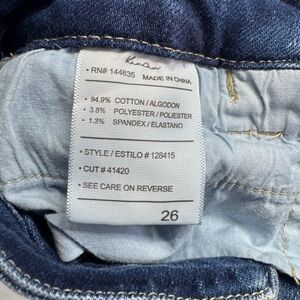 KanCan
• RN# 144635
MADE IN CHINA
• 94.9% COTTON / ALGODON
• 3.8% POLYESTER / POLIESTER
• 1.3% SPANDEX / ELASTANO
• STYLE / ESTILO # 128415
• CUT # 41420
• SEE CARE ON REVERSE
26